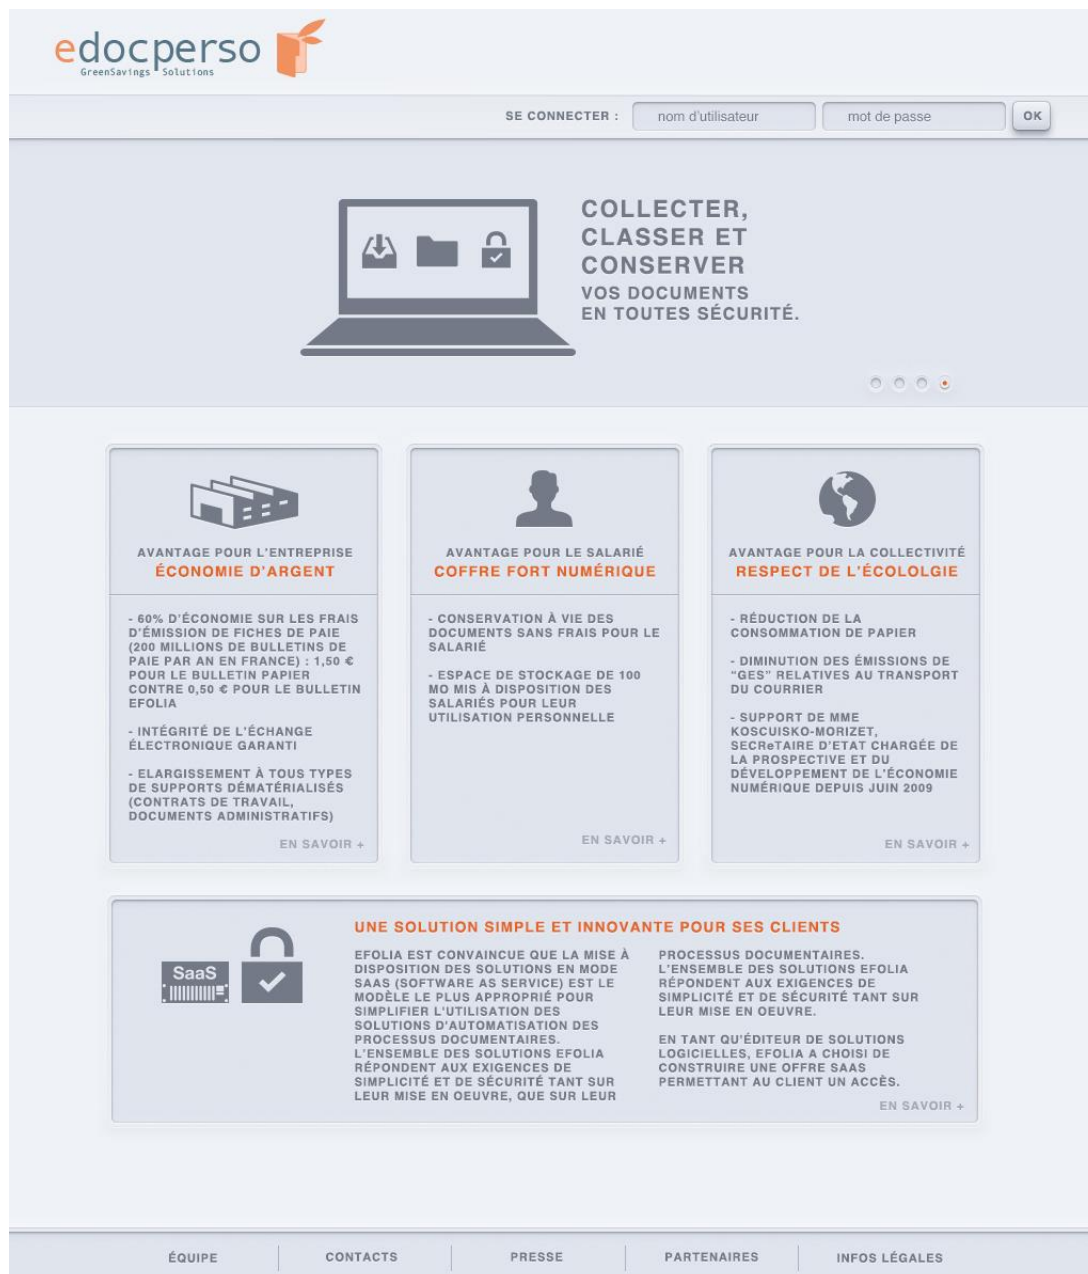 edocperso
GreenSavings Solutions
SE CONNECTER :
nom d'utilisateur
mot de passe
OK
COLLECTER,
CLASSER ET
CONSERVER
VOS DOCUMENTS
EN TOUTES SÉCURITÉ.
AVANTAGE POUR L'ENTREPRISE
ÉCONOMIE D'ARGENT
- 60% D'ÉCONOMIE SUR LES FRAIS
D'ÉMISSION DE FICHES DE PAIE
(200 MILLIONS DE BULLETINS DE
PAIE PAR AN EN FRANCE) : 1,50 €
POUR LE BULLETIN PAPIER
CONTRE 0,50 € POUR LE BULLETIN
EFOLIA
- INTÉGRITÉ DE L'ÉCHANGE
ÉLECTRONIQUE GARANTI
- ELARGISSEMENT À TOUS TYPES
DE SUPPORTS DÉMATÉRIALISÉS
(CONTRATS DE TRAVAIL,
DOCUMENTS ADMINISTRATIFS)
EN SAVOIR +
AVANTAGE POUR LE SALARIÉ
COFFRE FORT NUMÉRIQUE
- CONSERVATION À VIE DES
DOCUMENTS SANS FRAIS POUR LE
SALARIÉ
- ESPACE DE STOCKAGE DE 100
MO MIS À DISPOSITION DES
SALARIÉS POUR LEUR
UTILISATION PERSONNELLE
EN SAVOIR +
AVANTAGE POUR LA COLLECTIVITÉ
RESPECT DE L'ÉCOLOLGIE
- RÉDUCTION DE LA
CONSOMMATION DE PAPIER
- DIMINUTION DES ÉMISSIONS DE
“GES” RELATIVES AU TRANSPORT
DU COURRIER
- SUPPORT DE MME
KOSCUISKO-MORIZET,
SECReTAIRE D'ETAT CHARGÉE DE
LA PROSPECTIVE ET DU
DÉVELOPPEMENT DE L'ÉCONOMIE
NUMÉRIQUE DEPUIS JUIN 2009
EN SAVOIR +
SaaS
UNE SOLUTION SIMPLE ET INNOVANTE POUR SES CLIENTS
EFOLIA EST CONVAINCUE QUE LA MISE À
DISPOSITION DES SOLUTIONS EN MODE
SAAS (SOFTWARE AS SERVICE) EST LE
MODÈLE LE PLUS APPROPRIÉ POUR
SIMPLIFIER L'UTILISATION DES
SOLUTIONS D'AUTOMATISATION DES
PROCESSUS DOCUMENTAIRES.
L'ENSEMBLE DES SOLUTIONS EFOLIA
RÉPONDENT AUX EXIGENCES DE
SIMPLICITÉ ET DE SÉCURITÉ TANT SUR
LEUR MISE EN OEUVRE, QUE SUR LEUR
PROCESSUS DOCUMENTAIRES.
L'ENSEMBLE DES SOLUTIONS EFOLIA
RÉPONDENT AUX EXIGENCES DE
SIMPLICITÉ ET DE SÉCURITÉ TANT SUR
LEUR MISE EN OEUVRE.
EN TANT QU'ÉDITEUR DE SOLUTIONS
LOGICIELLES, EFOLIA A CHOISI DE
CONSTRUIRE UNE OFFRE SAAS
PERMETTANT AU CLIENT UN ACCÈS.
EN SAVOIR +
ÉQUIPE
CONTACTS
PRESSE
PARTENAIRES
INFOS LÉGALES